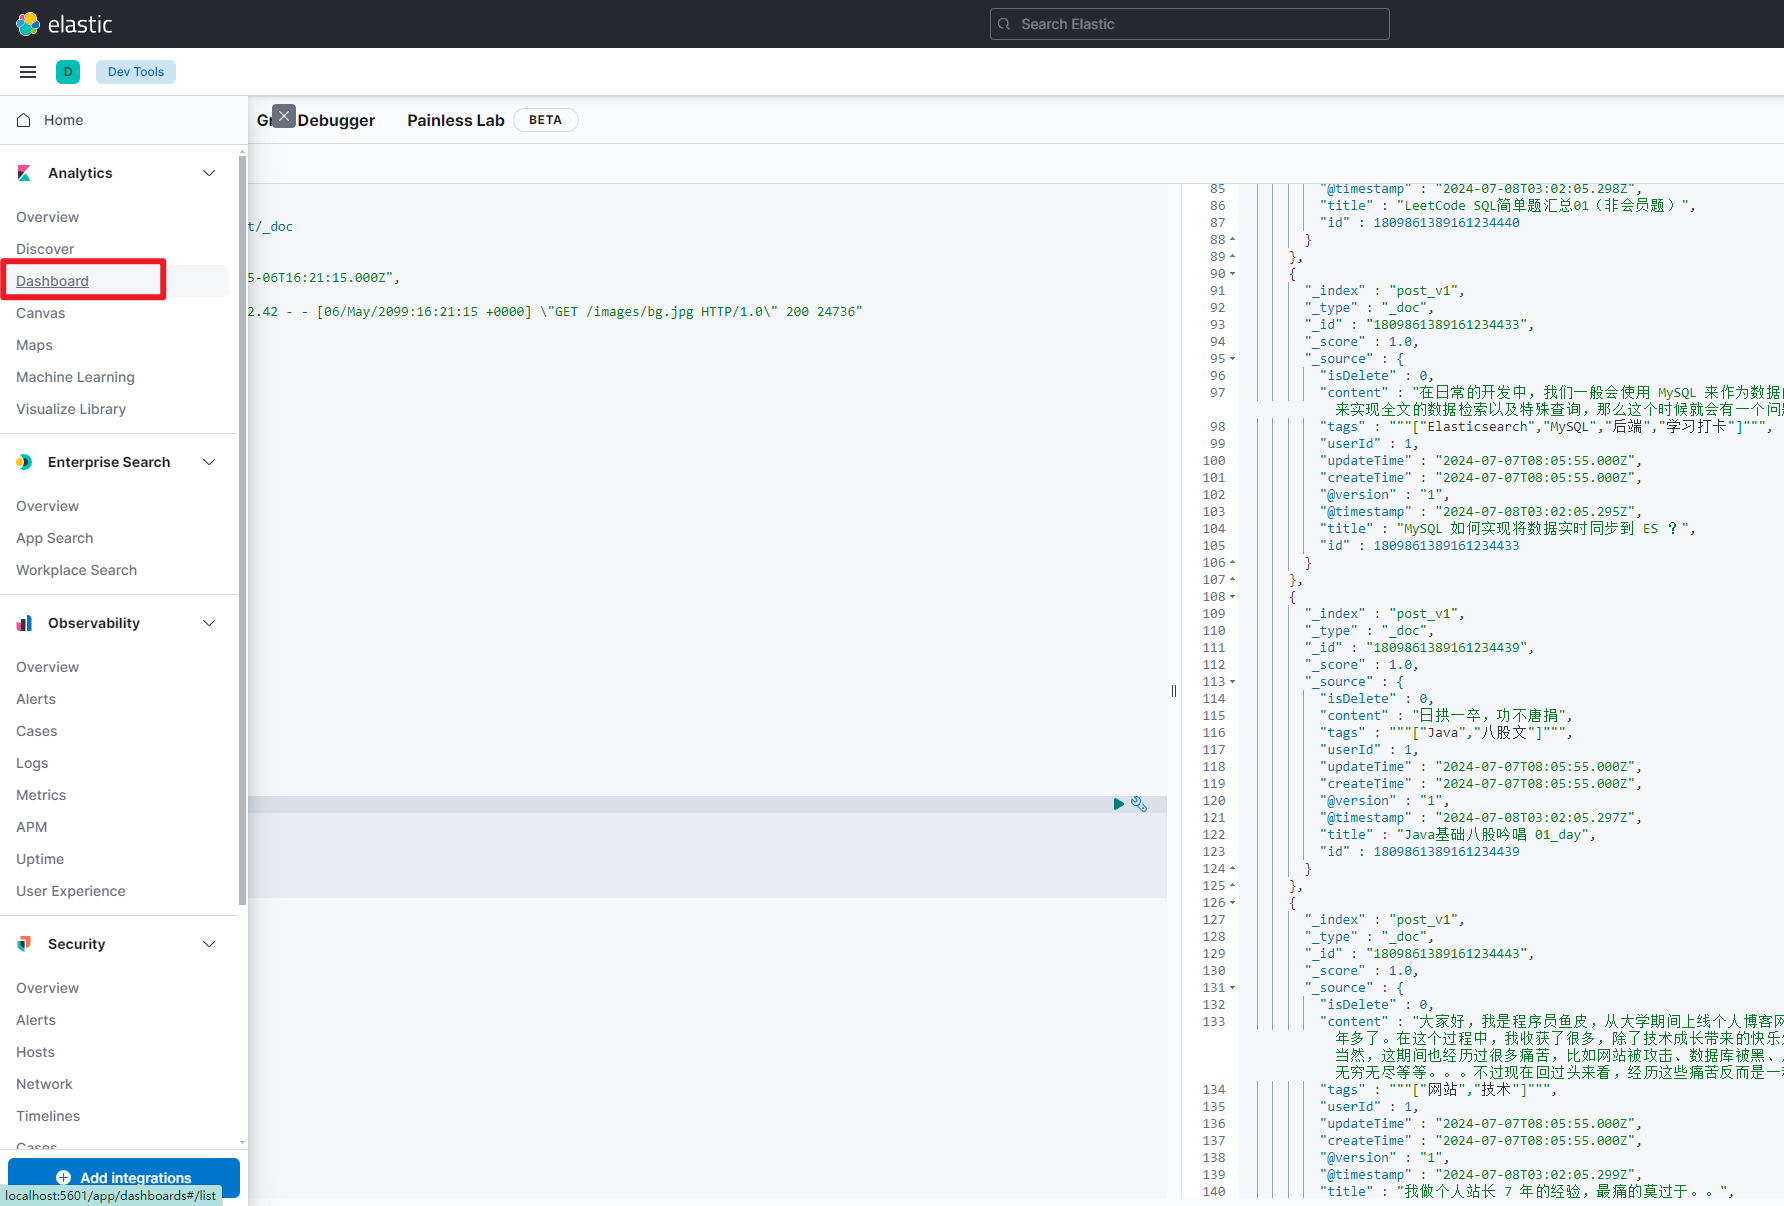 elastic
Search Elastic
D
Dev Tools
Home
Debugger
Painless Lab
BETA
Analytics
Overview
Discover
Dashboard
Canvas
Maps
Machine Learning
Visualize Library
Enterprise Search
Overview
App Search
Workplace Search
Observability
Overview
Alerts
Cases
Logs
Metrics
APM
Uptime
User Experience
Security
Overview
Alerts
Hosts
Network
Timelines
Cases
Add integrations
localhost:5601/app/dashboards#/list
t/_doc
5-06T16:21:15.000Z",
2.42 - - [06/May/2099:16:21:15 +0000] \"GET /images/bg.jpg HTTP/1.0\" 200 24736"
85 "@timestamp" : "2024-07-08T03:02:05.298Z",
86 "title" : "LeetCode SQL简单题汇总01（非会员题）",
87 "id" : 1809861389161234440
88 }
89 },
90 {
91 "_index" : "post_v1",
92 "_type" : "_doc",
93 "_id" : "1809861389161234433",
94 "_score" : 1.0,
95 "_source" : {
96 "isDelete" : 0,
97 "content" : "在日常的开发中，我们一般会使用 MySQL 来作为数据
来实现全文的数据检索以及特殊查询，那么这个时候就会有一个问
98 "tags" : """["Elasticsearch","MySQL","后端","学习打卡"]""",
99 "userId" : 1,
100 "updateTime" : "2024-07-07T08:05:55.000Z",
101 "createTime" : "2024-07-07T08:05:55.000Z",
102 "@version" : "1",
103 "@timestamp" : "2024-07-08T03:02:05.295Z",
104 "title" : "MySQL 如何实现将数据实时同步到 ES ？",
105 "id" : 1809861389161234433
106 }
107 },
108 {
109 "_index" : "post_v1",
110 "_type" : "_doc",
111 "_id" : "1809861389161234439",
112 "_score" : 1.0,
113 "_source" : {
114 "isDelete" : 0,
115 "content" : "日拱一卒，功不唐捐",
116 "tags" : """["Java","八股文"]""",
117 "userId" : 1,
118 "updateTime" : "2024-07-07T08:05:55.000Z",
119 "createTime" : "2024-07-07T08:05:55.000Z",
120 "@version" : "1",
121 "@timestamp" : "2024-07-08T03:02:05.297Z",
122 "title" : "Java基础八股吟唱 01_day",
123 "id" : 1809861389161234439
124 }
125 },
126 {
127 "_index" : "post_v1",
128 "_type" : "_doc",
129 "_id" : "1809861389161234443",
130 "_score" : 1.0,
131 "_source" : {
132 "isDelete" : 0,
133 "content" : "大家好，我是程序员鱼皮，从大学期间上线个人博客网
年多了。在这个过程中，我收获了很多，除了技术成长带来的快乐
当然，这期间也经历过很多痛苦，比如网站被攻击、数据库被黑、
无穷无尽等等。。。不过现在回过头来看，经历这些痛苦反而是一
134 "tags" : """["网站","技术"]""",
135 "userId" : 1,
136 "updateTime" : "2024-07-07T08:05:55.000Z",
137 "createTime" : "2024-07-07T08:05:55.000Z",
138 "@version" : "1",
139 "@timestamp" : "2024-07-08T03:02:05.299Z",
140 "title" : "我做个人站长 7 年的经验，最痛的莫过于。。",